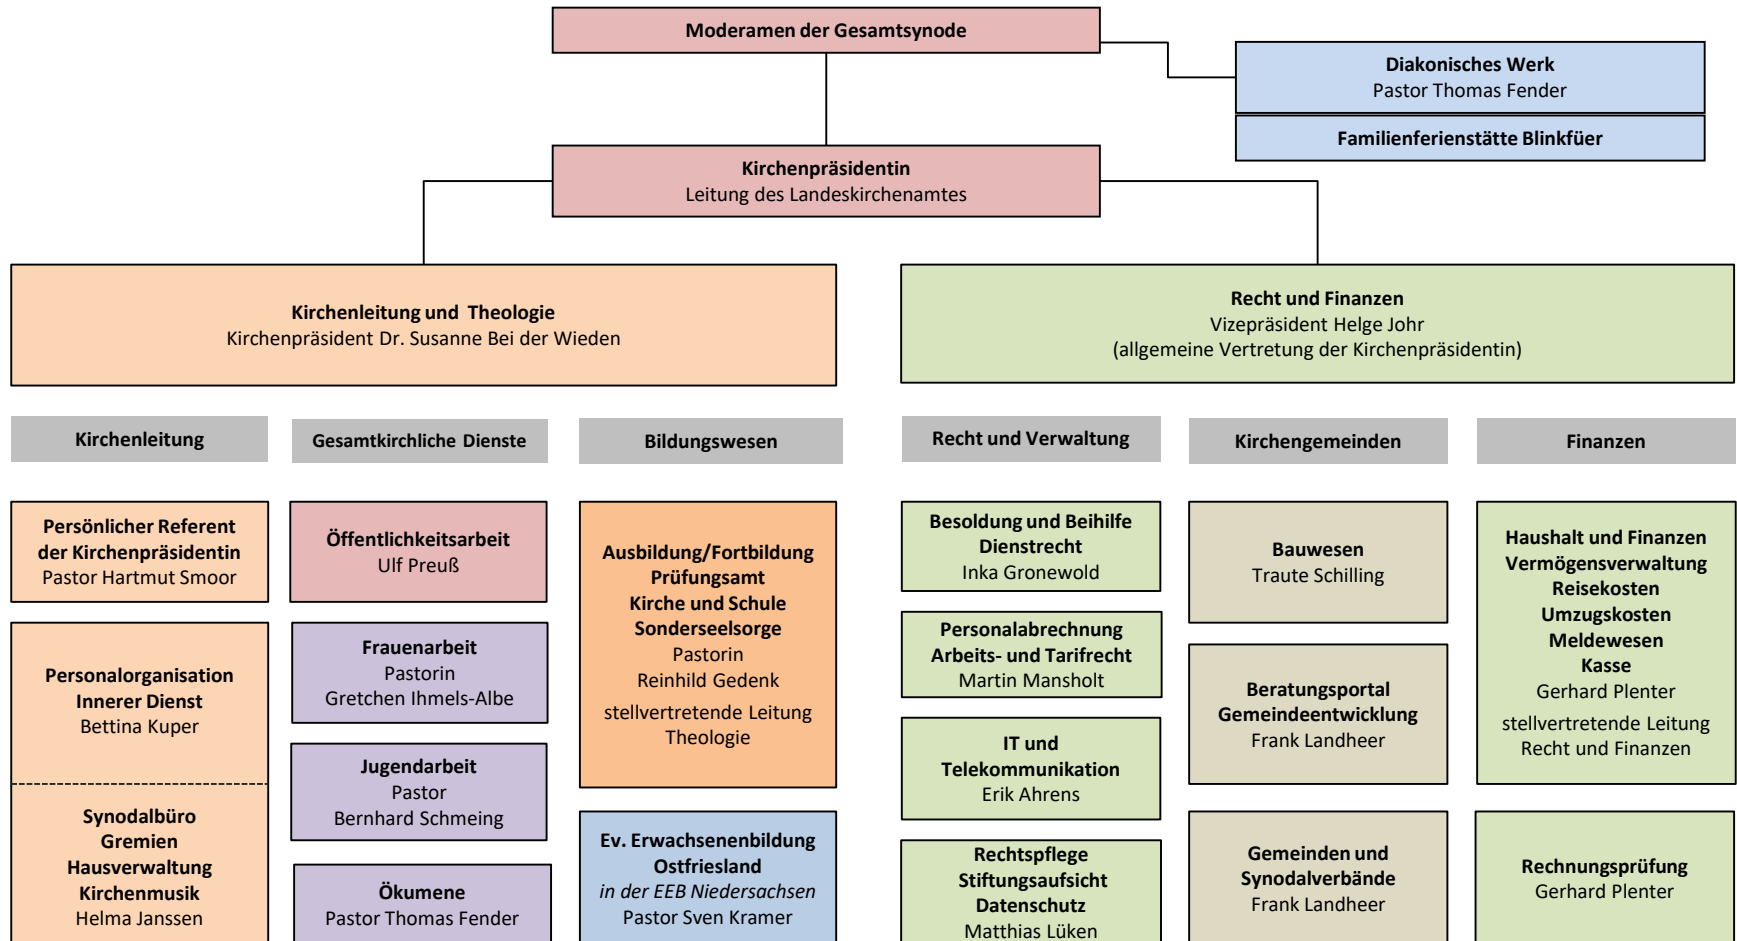 Moderamen der Gesamtsynode
Diakonisches Werk
Pastor Thomas Fender
Familienferienstätte Blinkfüer
Kirchenpräsidentin
Leitung des Landeskirchenamtes
Kirchenleitung und  Theologie
Kirchenpräsident Dr. Susanne Bei der Wieden
Recht und Finanzen
Vizepräsident Helge Johr
(allgemeine Vertretung der Kirchenpräsidentin)
Kirchenleitung
Gesamtkirchliche Dienste
Bildungswesen
Recht und Verwaltung
Kirchengemeinden
Finanzen
Persönlicher Referent
der Kirchenpräsidentin
Pastor Hartmut Smoor
Personalorganisation
Innerer Dienst
Bettina Kuper
Synodalbüro
Gremien
Hausverwaltung
Kirchenmusik
Helma Janssen
Öffentlichkeitsarbeit
Ulf Preuß
Frauenarbeit
Pastorin
Gretchen Ihmels-Albe
Jugendarbeit
Pastor
Bernhard Schmeing
Ökumene
Pastor Thomas Fender
Ausbildung/Fortbildung
Prüfungsamt
Kirche und Schule
Sonderseelsorge
Pastorin
Reinhild Gedenk
stellvertretende Leitung
Theologie
Ev. Erwachsenenbildung
Ostfriesland
in der EEB Niedersachsen
Pastor Sven Kramer
Besoldung und Beihilfe
Dienstrecht
Inka Gronewold
Personalabrechnung
Arbeits- und Tarifrecht
Martin Mansholt
IT und
Telekommunikation
Erik Ahrens
Rechtspflege
Stiftungsaufsicht
Datenschutz
Matthias Lüken
Bauwesen
Traute Schilling
Beratungsportal
Gemeindeentwicklung
Frank Landheer
Gemeinden und
Synodalverbände
Frank Landheer
Haushalt und Finanzen
Vermögensverwaltung
Reisekosten
Umzugskosten
Meldewesen
Kasse
Gerhard Plenter
stellvertretende Leitung
Recht und Finanzen
Rechnungsprüfung
Gerhard Plenter